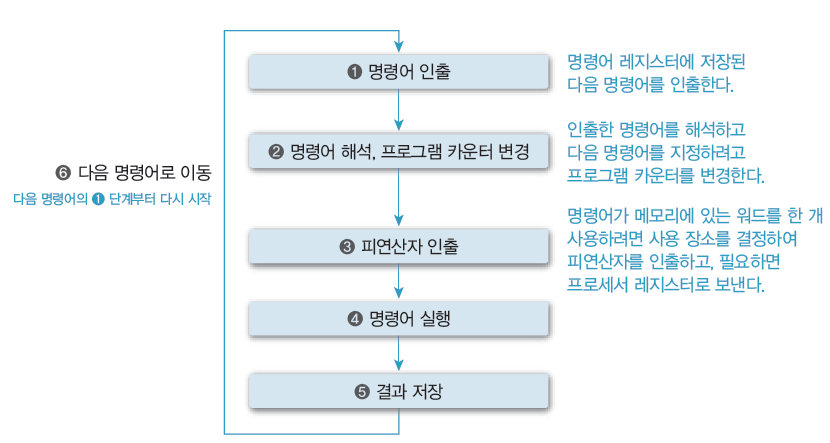 ❶ 명령어 인출
명령어 레지스터에 저장된
다음 명령어를 인출한다.
❷ 명령어 해석, 프로그램 카운터 변경
인출한 명령어를 해석하고
다음 명령어를 지정하려고
프로그램 카운터를 변경한다.
❻ 다음 명령어로 이동
다음 명령어의 ❶ 단계부터 다시 시작
❸ 피연산자 인출
명령어가 메모리에 있는 워드를 한 개
사용하려면 사용 장소를 결정하여
피연산자를 인출하고, 필요하면
프로세서 레지스터로 보낸다.
❹ 명령어 실행
❺ 결과 저장